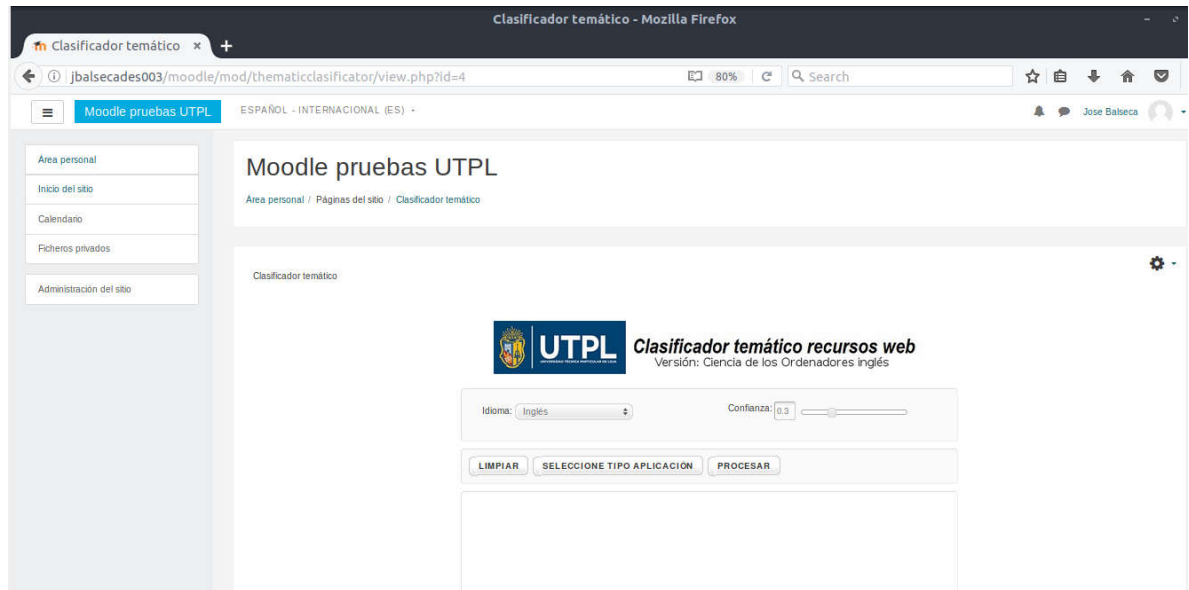 Clasificador temático - Mozilla Firefox
Clasificador temático × +
jbalsecades003/moodle/mod/thematicclasificator/view.php?id=4 80% Search
Moodle pruebas UTPL ESPAÑOL - INTERNACIONAL (ES) Jose Balseca
Área personal
Inicio del sitio
Calendario
Ficheros privados
Administración del sitio
Moodle pruebas UTPL
Área personal / Páginas del sitio / Clasificador temático
Clasificador temático
UTPL
Clasificador temático recursos web
Versión: Ciencia de los Ordenadores inglés
Idioma: Inglés Confianza: 0.3
LIMPIAR SELECCIONE TIPO APLICACIÓN PROCESAR